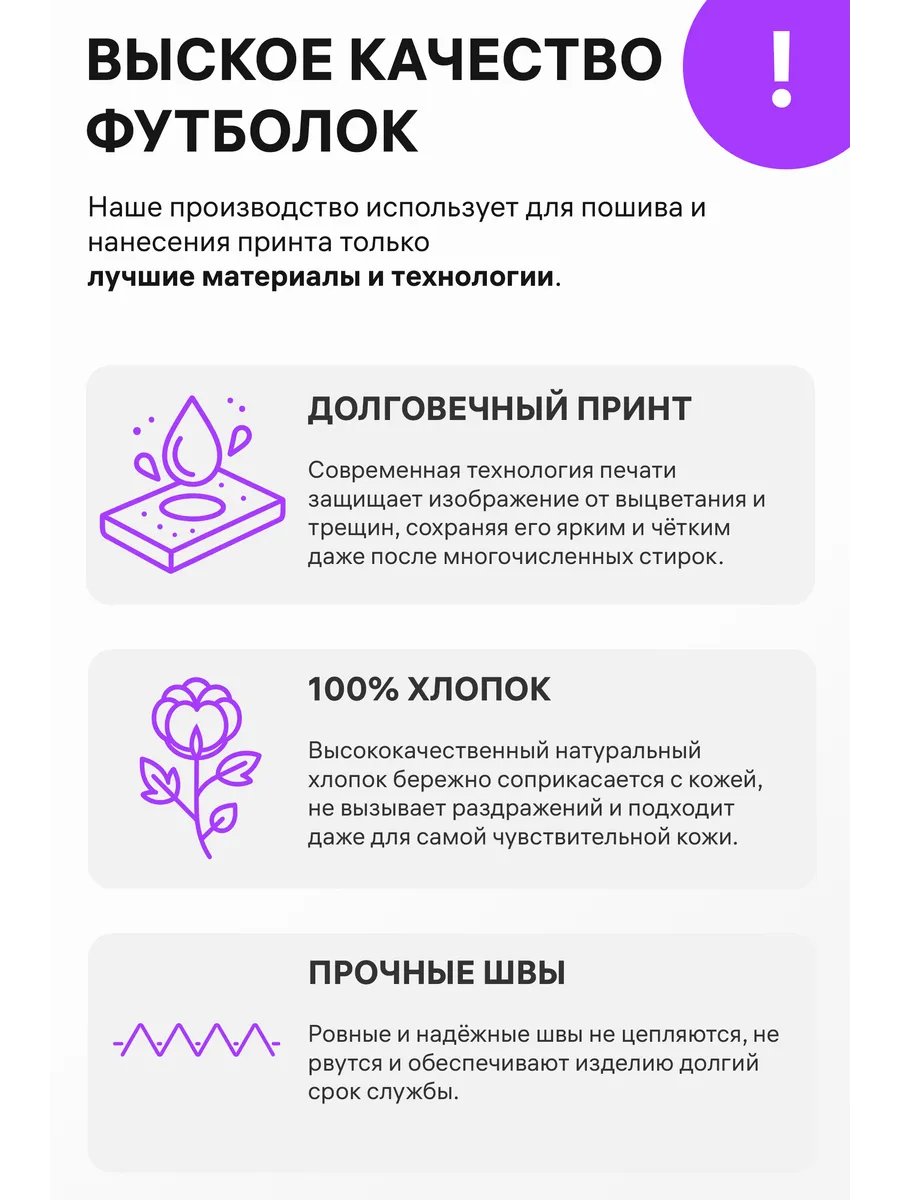 ВЫСКОЕ КАЧЕСТВО
ФУТБОЛОК
!
Наше производство использует для пошива и
нанесения принта только
лучшие материалы и технологии.
ДОЛГОВЕЧНЫЙ ПРИНТ
Современная технология печати
защищает изображение от выцветания и
трещин, сохраняя его ярким и чётким
даже после многочисленных стирок.
100% ХЛОПОК
Высококачественный натуральный
хлопок бережно соприкасается с кожей,
не вызывает раздражений и подходит
даже для самой чувствительной кожи.
ПРОЧНЫЕ ШВЫ
Ровные и надёжные швы не цепляются, не
рвутся и обеспечивают изделию долгий
срок службы.